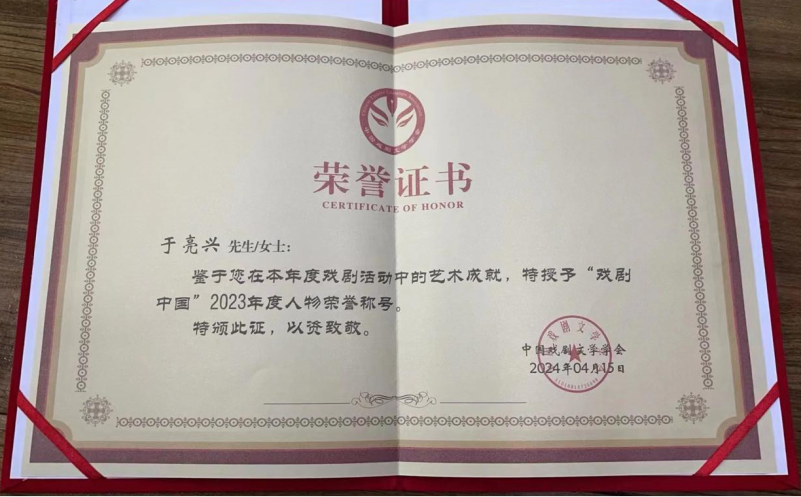 荣誉证书
CERTIFICATE OF HONOR
于亮兴 先生/女士：
鉴于您在本年度戏剧活动中的艺术成就，特授予“戏剧
中国”2023年度人物荣誉称号。
特颁此证，以资致敬。
中国戏剧文学学会
2024年04月15日